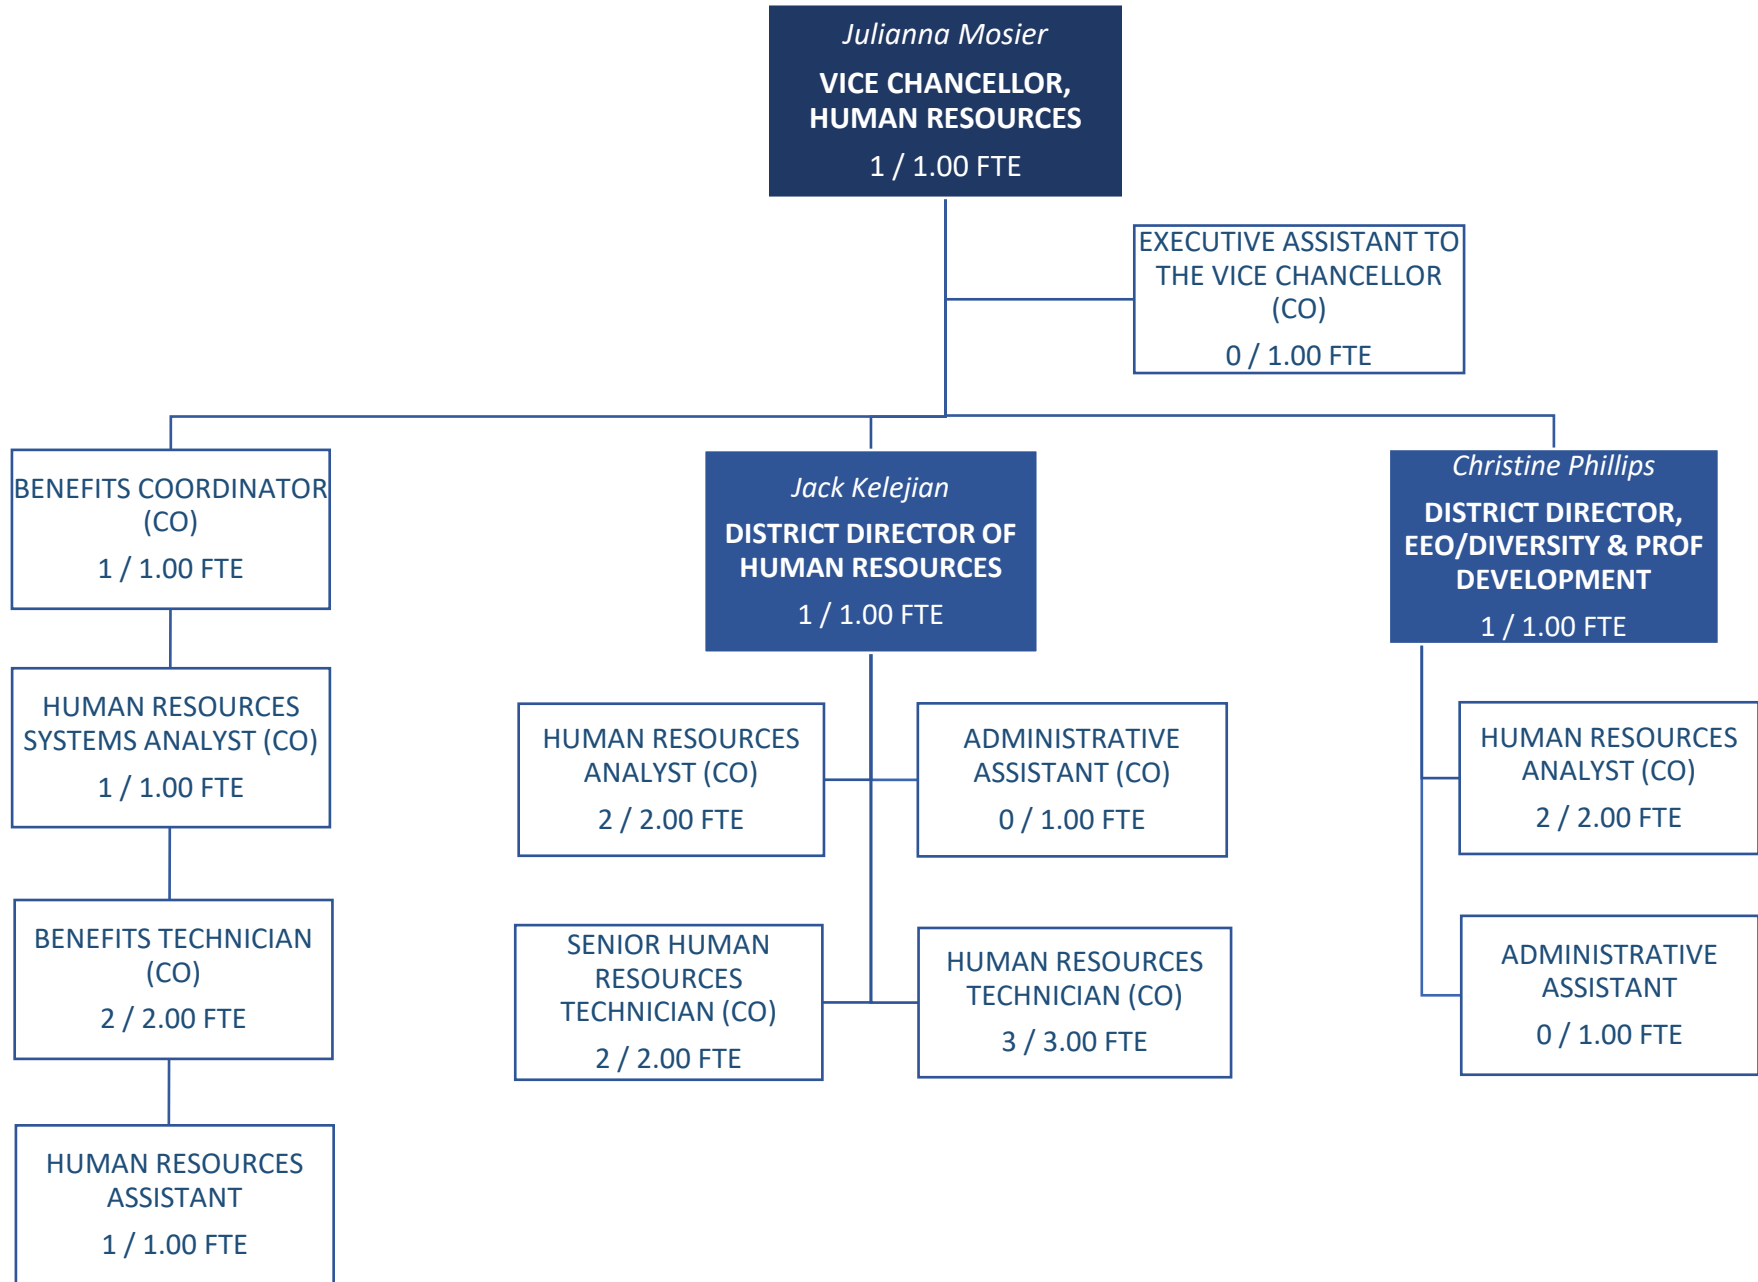 Julianna Mosier
VICE CHANCELLOR,
HUMAN RESOURCES
1 / 1.00 FTE
EXECUTIVE ASSISTANT TO
THE VICE CHANCELLOR
(CO)
0 / 1.00 FTE
BENEFITS COORDINATOR
(CO)
1 / 1.00 FTE
HUMAN RESOURCES
SYSTEMS ANALYST (CO)
1 / 1.00 FTE
BENEFITS TECHNICIAN
(CO)
2 / 2.00 FTE
HUMAN RESOURCES
ASSISTANT
1 / 1.00 FTE
Jack Kelejian
DISTRICT DIRECTOR OF
HUMAN RESOURCES
1 / 1.00 FTE
HUMAN RESOURCES
ANALYST (CO)
2 / 2.00 FTE
ADMINISTRATIVE
ASSISTANT (CO)
0 / 1.00 FTE
SENIOR HUMAN
RESOURCES
TECHNICIAN (CO)
2 / 2.00 FTE
HUMAN RESOURCES
TECHNICIAN (CO)
3 / 3.00 FTE
Christine Phillips
DISTRICT DIRECTOR,
EEO/DIVERSITY & PROF
DEVELOPMENT
1 / 1.00 FTE
HUMAN RESOURCES
ANALYST (CO)
2 / 2.00 FTE
ADMINISTRATIVE
ASSISTANT
0 / 1.00 FTE